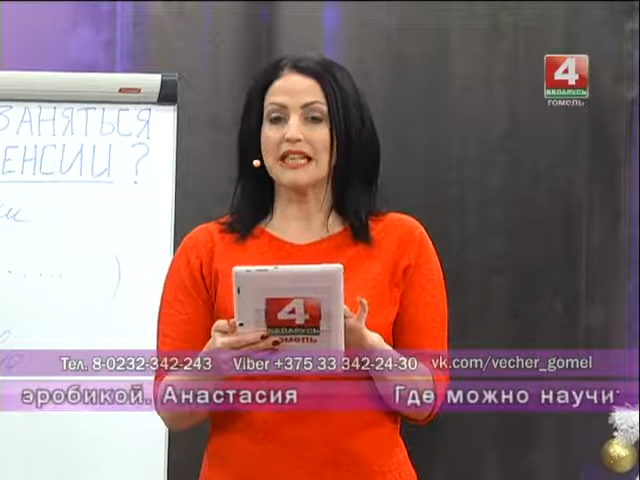 ЗАНЯТЬСЯ
ЕНСИИ ?
4
БЕЛАРУСЬ
ГОМЕЛЬ
4
БЕЛАРУСЬ
ГОМЕЛЬ
Тел. 8-0232-342-243 Viber +375 33 342-24-30 vk.com/vecher_gomel
эробикой. Анастасия Где можно научи